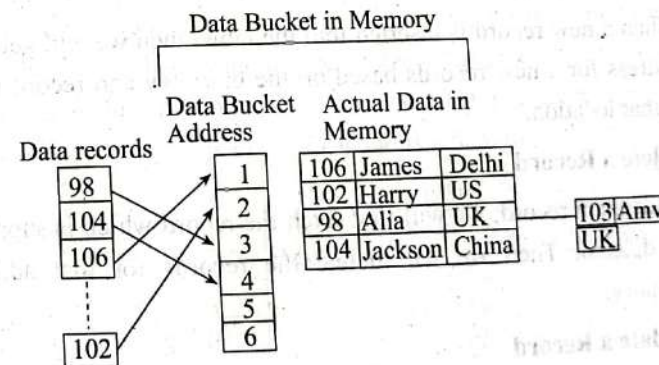 Data Bucket in Memory
Data Bucket Address
Actual Data in Memory
Data records
98
104
106
102
1
2
3
4
5
6
106 James Delhi
102 Harry US
98 Alia UK
104 Jackson China
103
UK